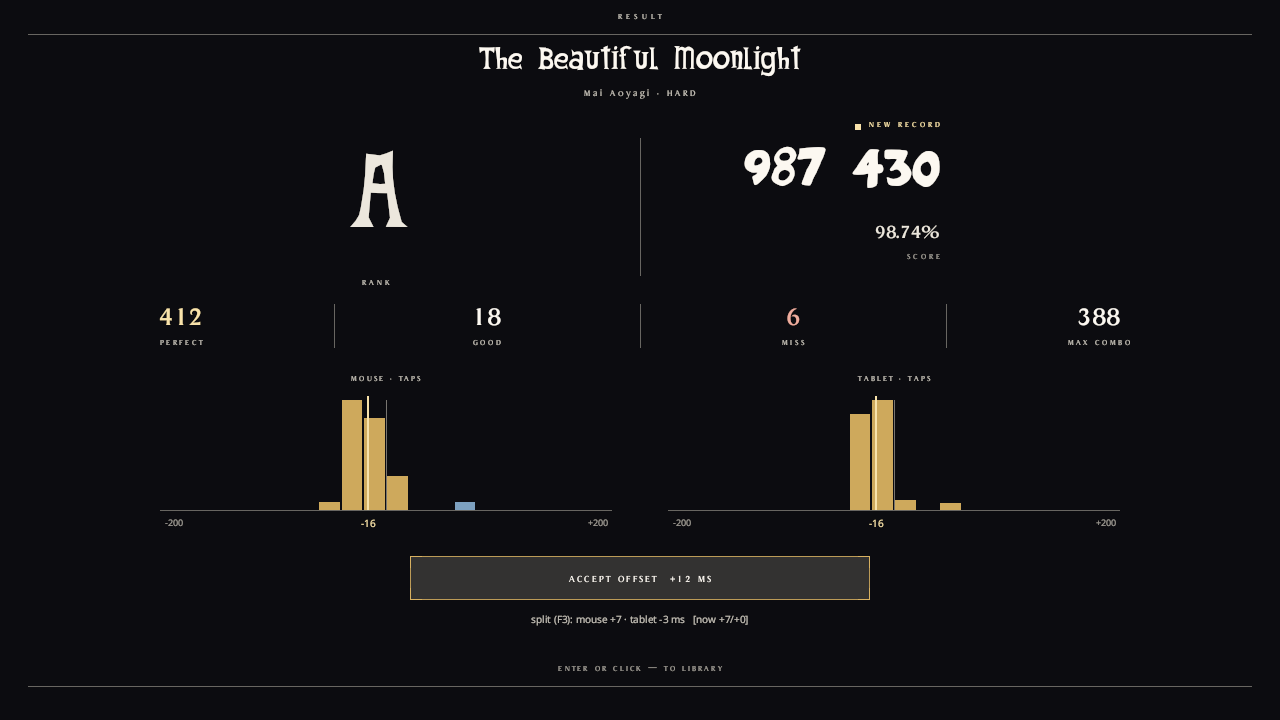 RESULT
The Beautiful Moonlight
Mai Aoyagi · HARD
NEW RECORD
A
987 430
98.74%
SCORE
RANK
412
PERFECT
18
GOOD
6
MISS
388
MAX COMBO
MOUSE · TAPS
-200
-16
+200
TABLET · TAPS
-200
-16
+200
ACCEPT OFFSET +12 MS
split (F3): mouse +7 · tablet -3 ms [now +7/+0]
ENTER OR CLICK — TO LIBRARY